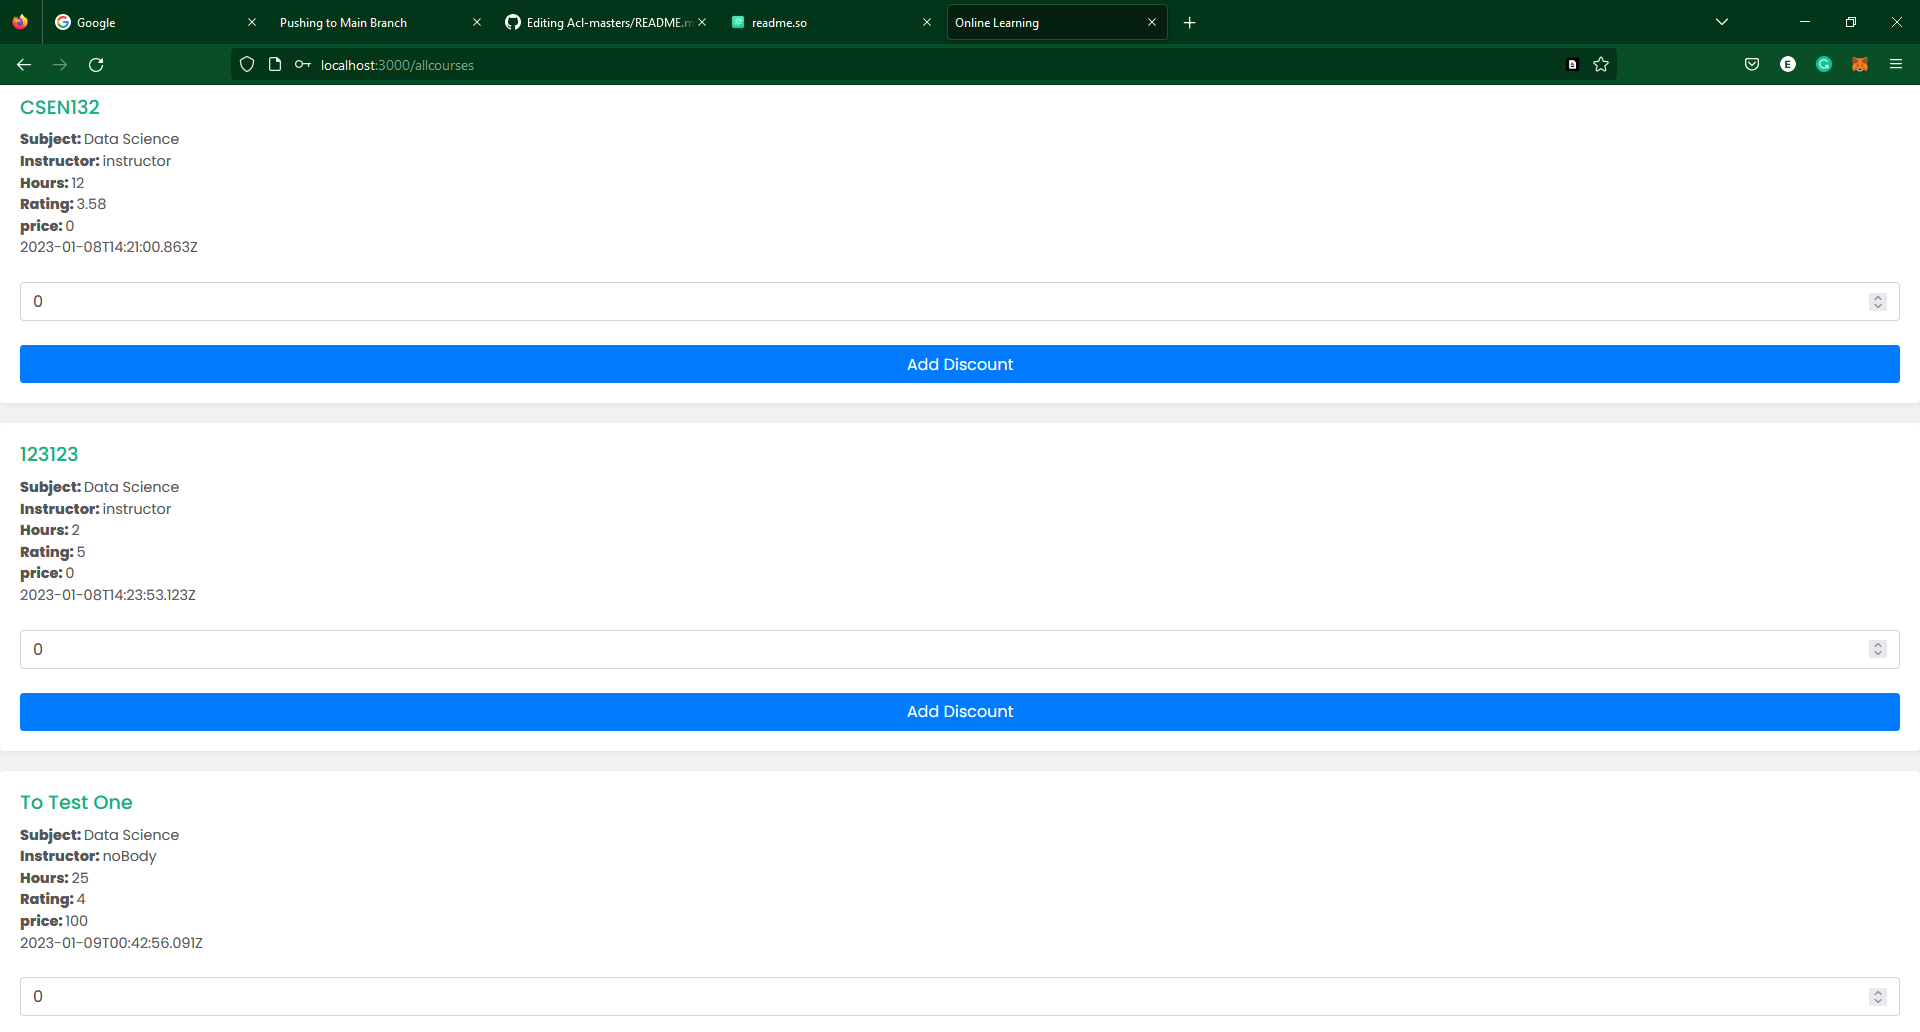 Google
Pushing to Main Branch
Editing Acl-masters/README.m
readme.so
Online Learning
localhost:3000/allcourses
E
CSEN132
Subject: Data Science
Instructor: instructor
Hours: 12
Rating: 3.58
price: 0
2023-01-08T14:21:00.863Z
0
Add Discount
123123
Subject: Data Science
Instructor: instructor
Hours: 2
Rating: 5
price: 0
2023-01-08T14:23:53.123Z
0
Add Discount
To Test One
Subject: Data Science
Instructor: noBody
Hours: 25
Rating: 4
price: 100
2023-01-09T00:42:56.091Z
0